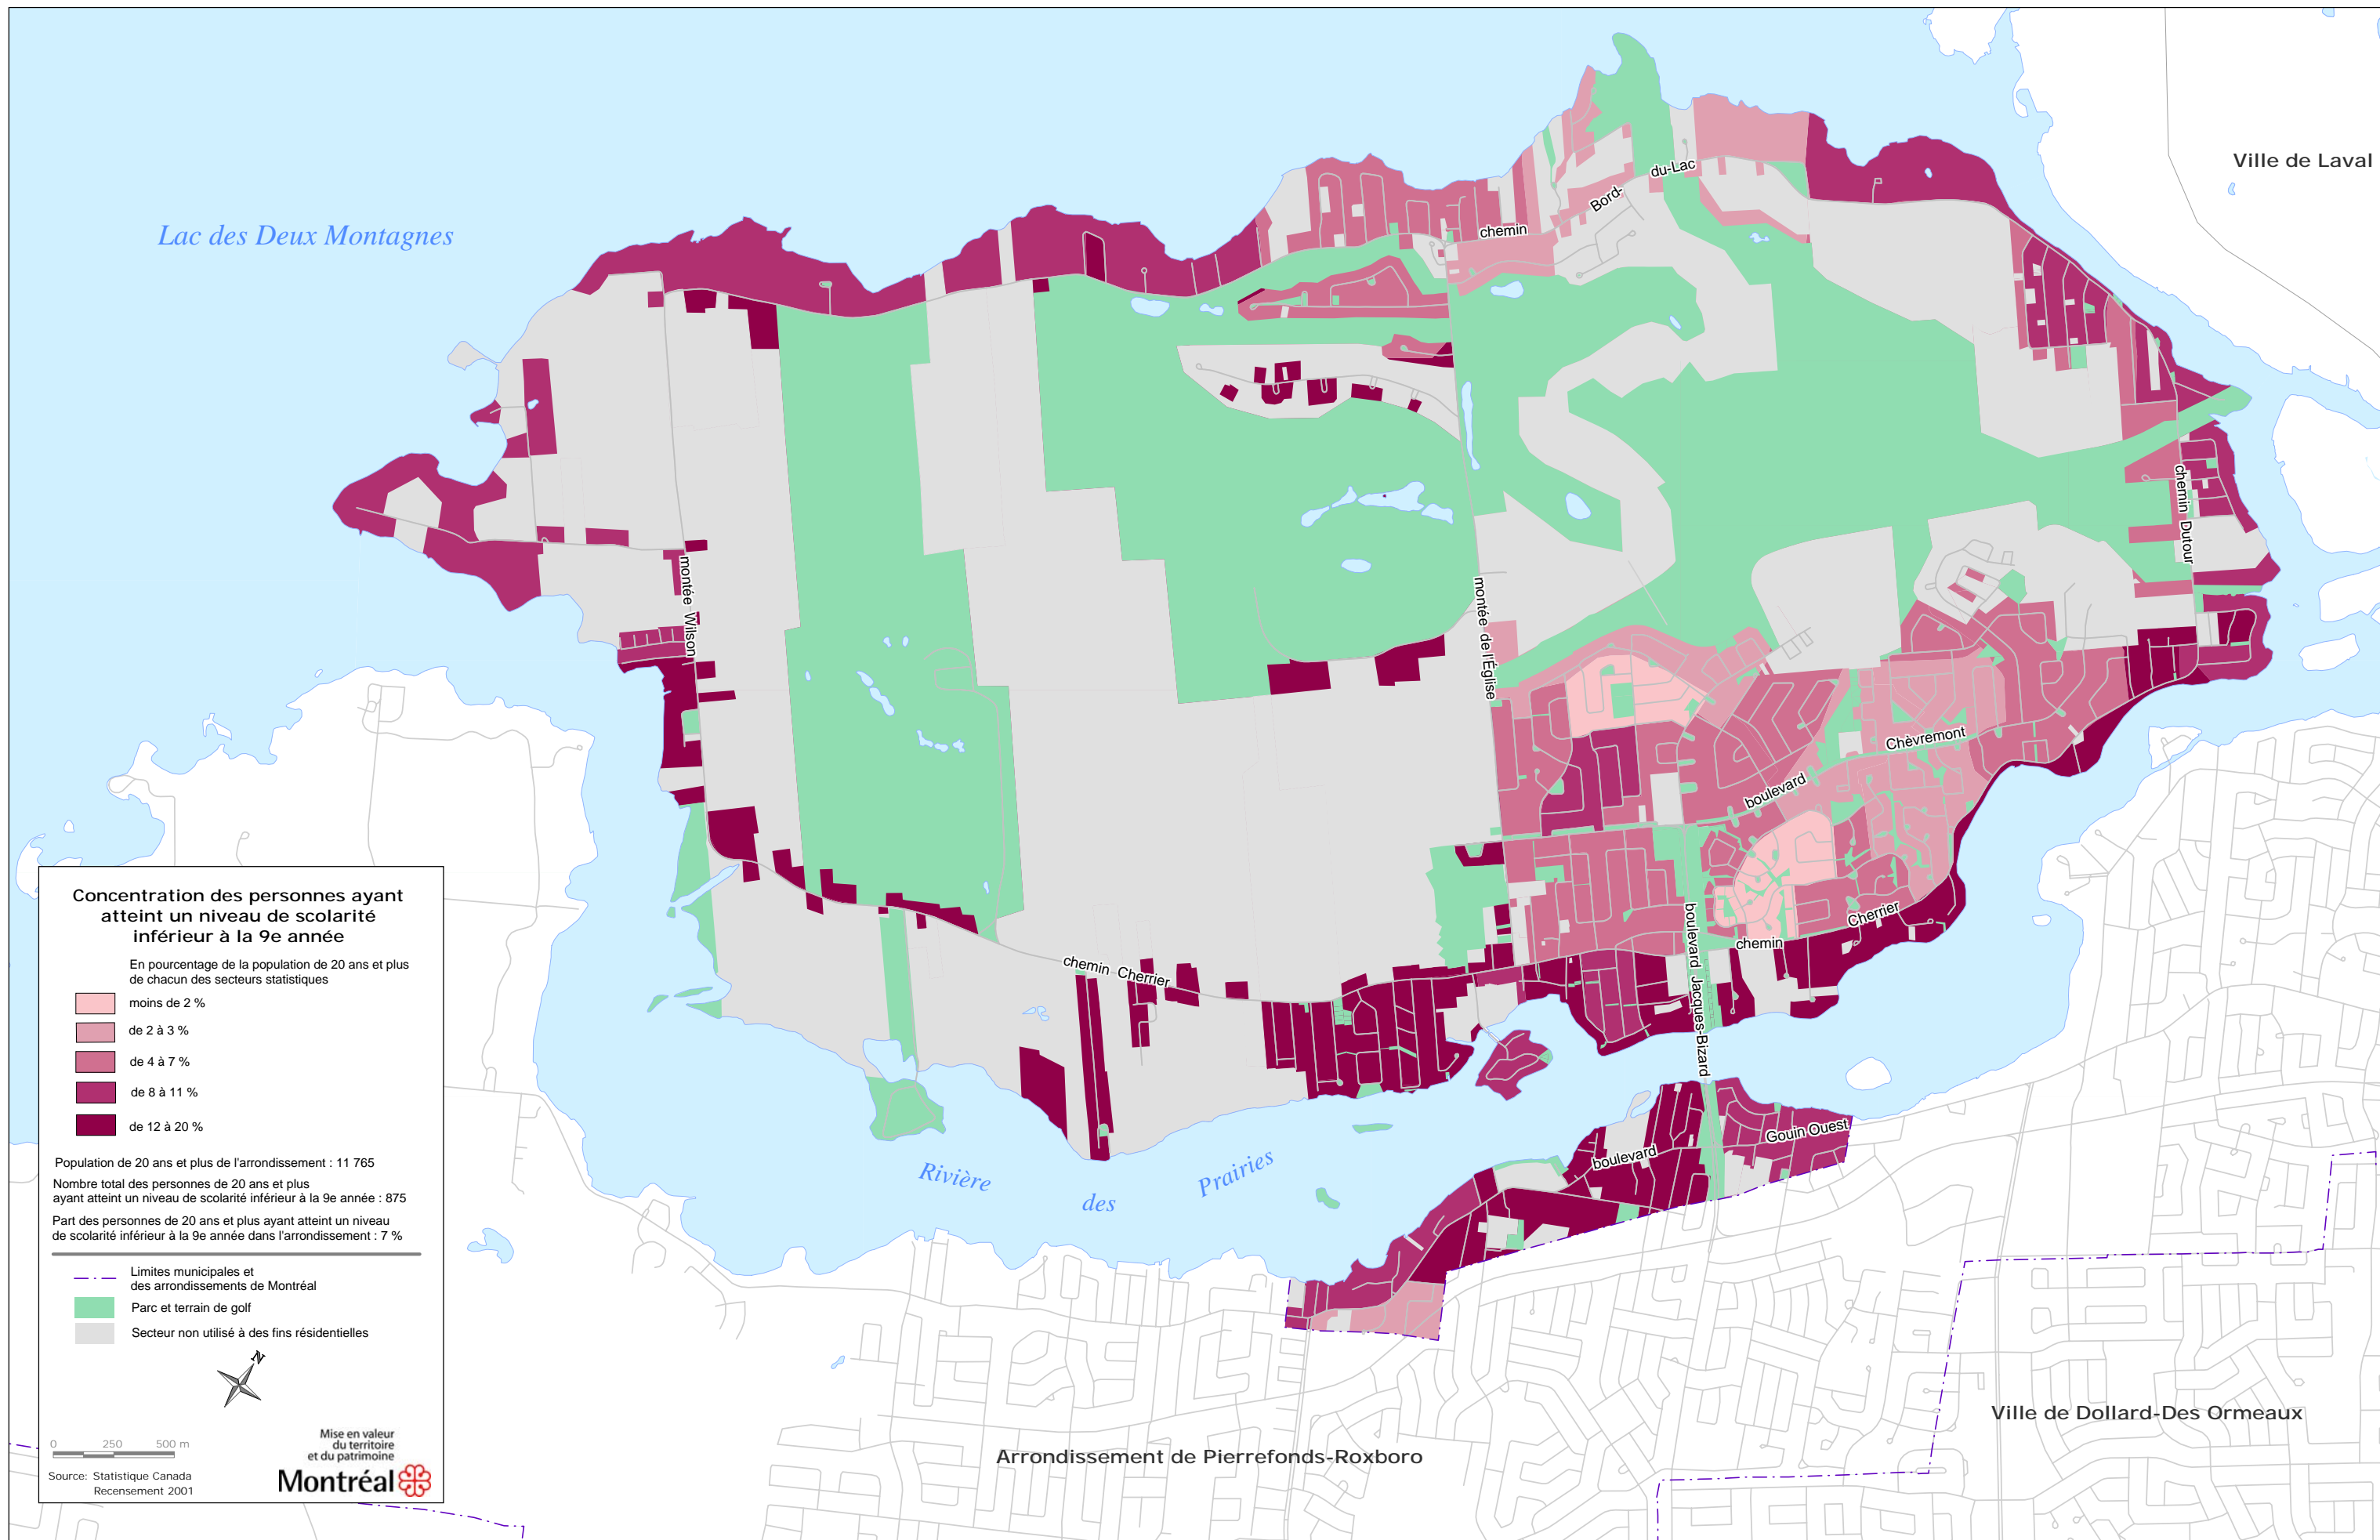 Ville de Laval
Lac des Deux Montagnes
du-Lac
Bord-
chemin
chemin Dutour
montée Wilson
montée de l'Église
Chèvremont
boulevard
Cherrier
chemin
boulevard Jacques-Bizard
chemin Cherrier
Gouin Ouest
boulevard
Rivière
des
Prairies
Ville de Dollard-Des Ormeaux
Arrondissement de Pierrefonds-Roxboro
Concentration des personnes ayant
atteint un niveau de scolarité
inférieur à la 9e année
En pourcentage de la population de 20 ans et plus
de chacun des secteurs statistiques
moins de 2 %
de 2 à 3 %
de 4 à 7 %
de 8 à 11 %
de 12 à 20 %
Population de 20 ans et plus de l'arrondissement : 11 765
Nombre total des personnes de 20 ans et plus
ayant atteint un niveau de scolarité inférieur à la 9e année : 875
Part des personnes de 20 ans et plus ayant atteint un niveau
de scolarité inférieur à la 9e année dans l'arrondissement : 7 %
Limites municipales et
des arrondissements de Montréal
Parc et terrain de golf
Secteur non utilisé à des fins résidentielles
N
0 250 500 m
Source: Statistique Canada
Recensement 2001
Mise en valeur
du territoire
et du patrimoine
Montréal